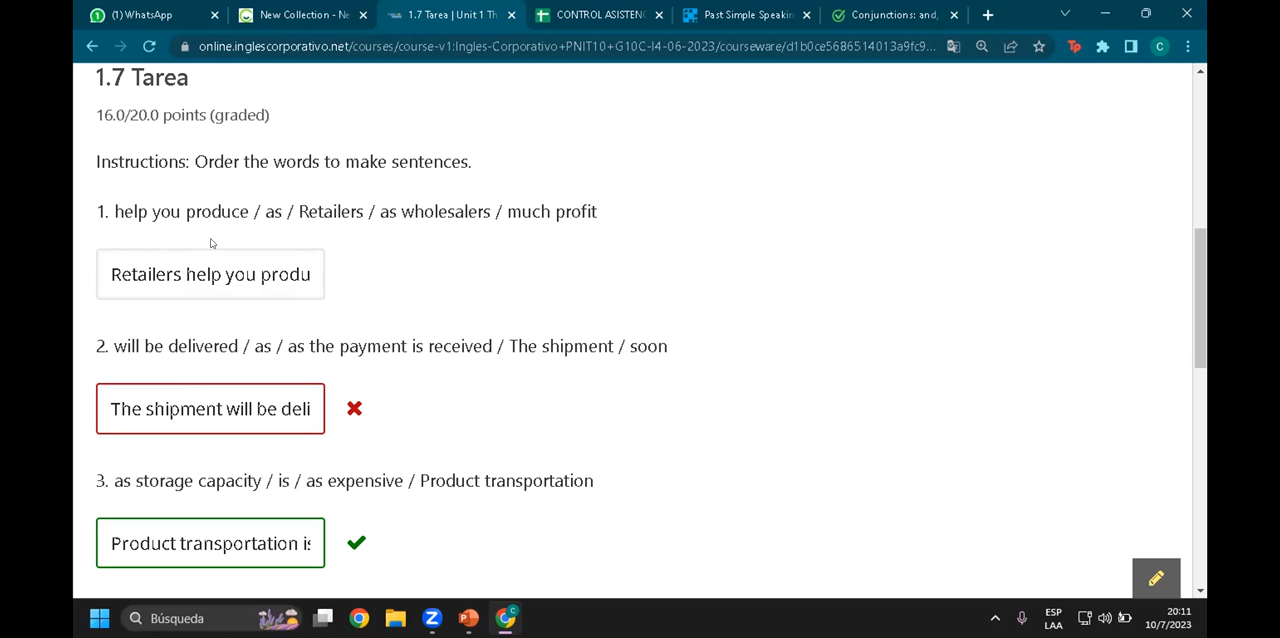 (1) WhatsApp
New Collection - Ne
1.7 Tarea | Unit 1 Th
CONTROL ASISTENC
Past Simple Speakin
Conjunctions: and,
online.inglescorporativo.net/courses/course-v1:Ingles-Corporativo+PNIT10+G10C-I4-06-2023/courseware/d1b0ce5686514013a9fc9...
1.7 Tarea
16.0/20.0 points (graded)
Instructions: Order the words to make sentences.
1. help you produce / as / Retailers / as wholesalers / much profit
Retailers help you produ
2. will be delivered / as / as the payment is received / The shipment / soon
The shipment will be deli
3. as storage capacity / is / as expensive / Product transportation
Product transportation is
Búsqueda
ESP
LAA
20:11
10/7/2023